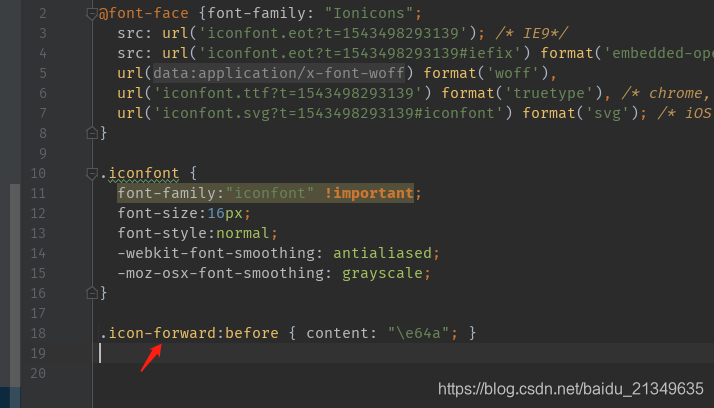 2 @font-face {font-family: "Ionicons";
3 src: url('iconfont.eot?t=1543498293139'); /* IE9*/
4 src: url('iconfont.eot?t=1543498293139#iefix') format('embedded-ope
5 url(data:application/x-font-woff) format('woff'),
6 url('iconfont.ttf?t=1543498293139') format('truetype'), /* chrome,
7 url('iconfont.svg?t=1543498293139#iconfont') format('svg'); /* iOS
8 }
9
10 .iconfont {
11 font-family:"iconfont" !important;
12 font-size:16px;
13 font-style:normal;
14 -webkit-font-smoothing: antialiased;
15 -moz-osx-font-smoothing: grayscale;
16 }
17
18 .icon-forward:before { content: "\e64a"; }
19
20
https://blog.csdn.net/baidu_21349635